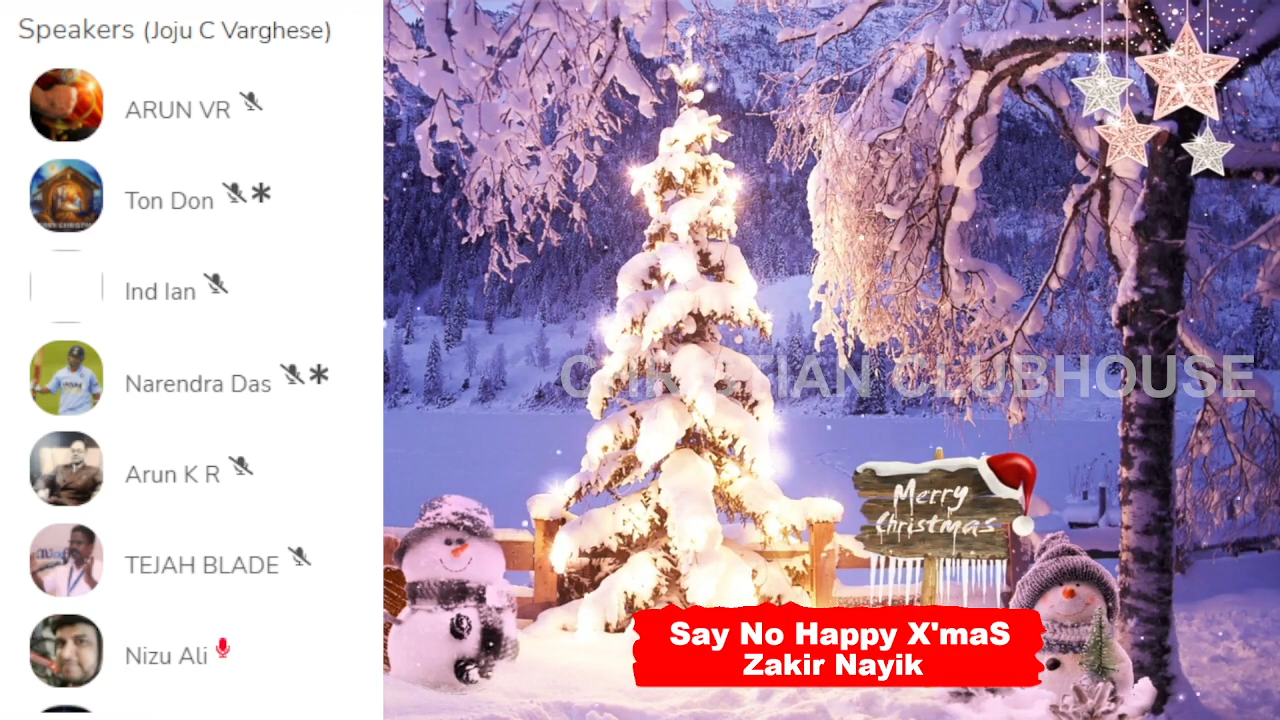 Speakers (Joju C Varghese)
ARUN VR
Ton Don
Ind Ian
Narendra Das
Arun K R
TEJAH BLADE
Nizu Ali
CHRISTIAN CLUBHOUSE
Merry
Christmas
Say No Happy X'maS
Zakir Nayik